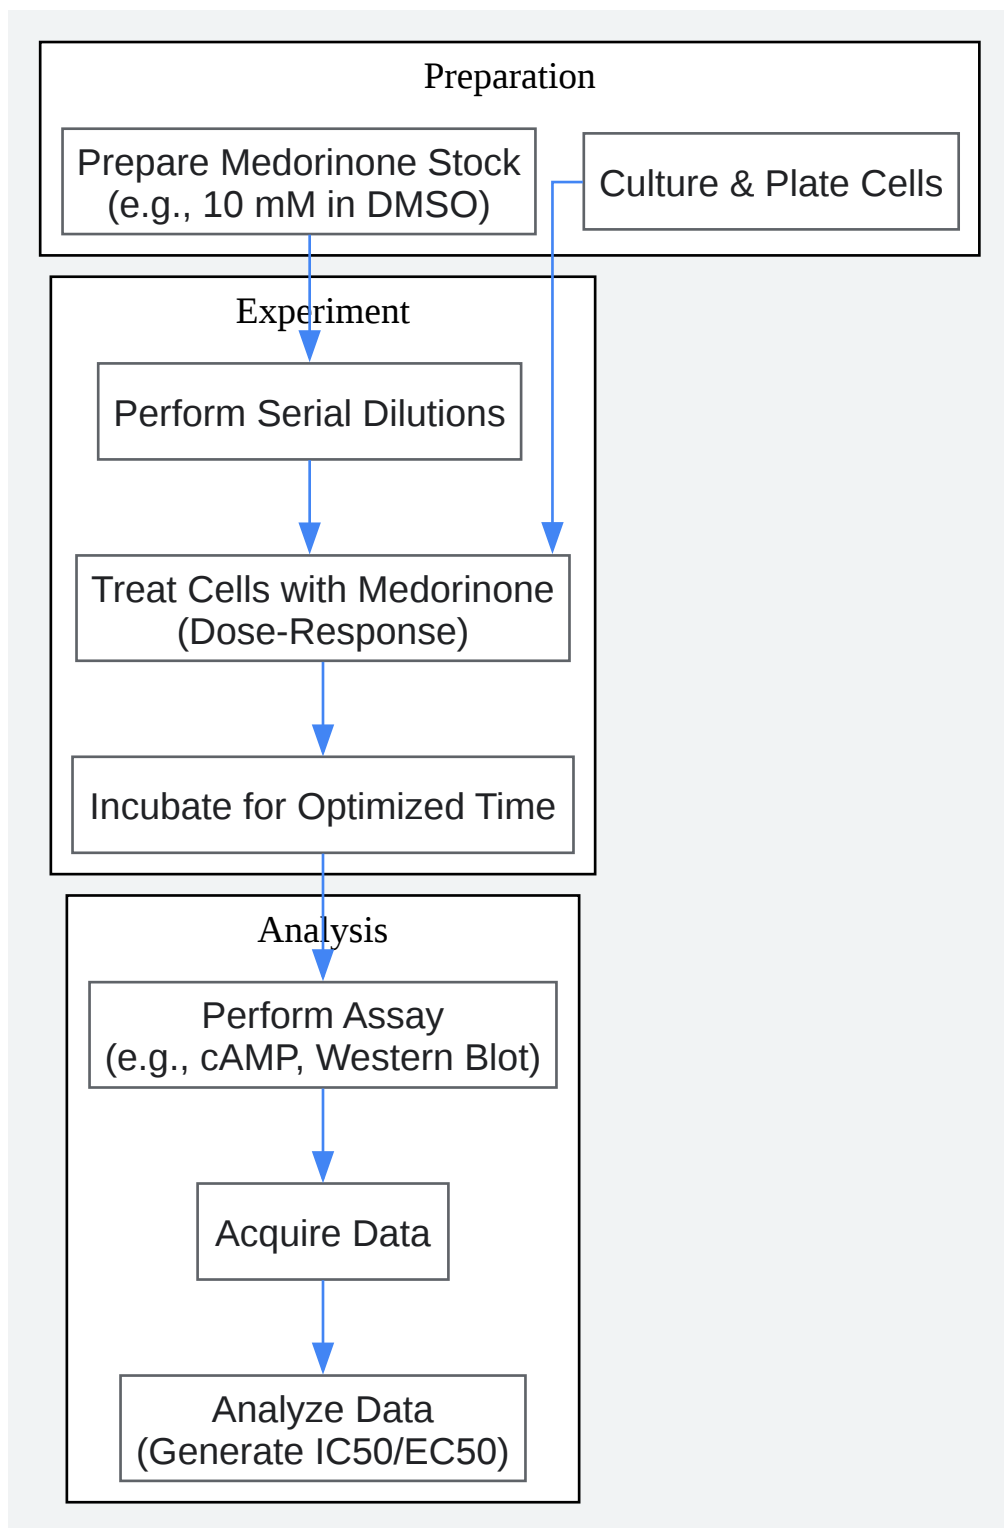 Preparation
Prepare Medorinone Stock
(e.g., 10 mM in DMSO)
Culture & Plate Cells
Experiment
Perform Serial Dilutions
Treat Cells with Medorinone
(Dose-Response)
Incubate for Optimized Time
Analysis
Perform Assay
(e.g., cAMP, Western Blot)
Acquire Data
Analyze Data
(Generate IC50/EC50)